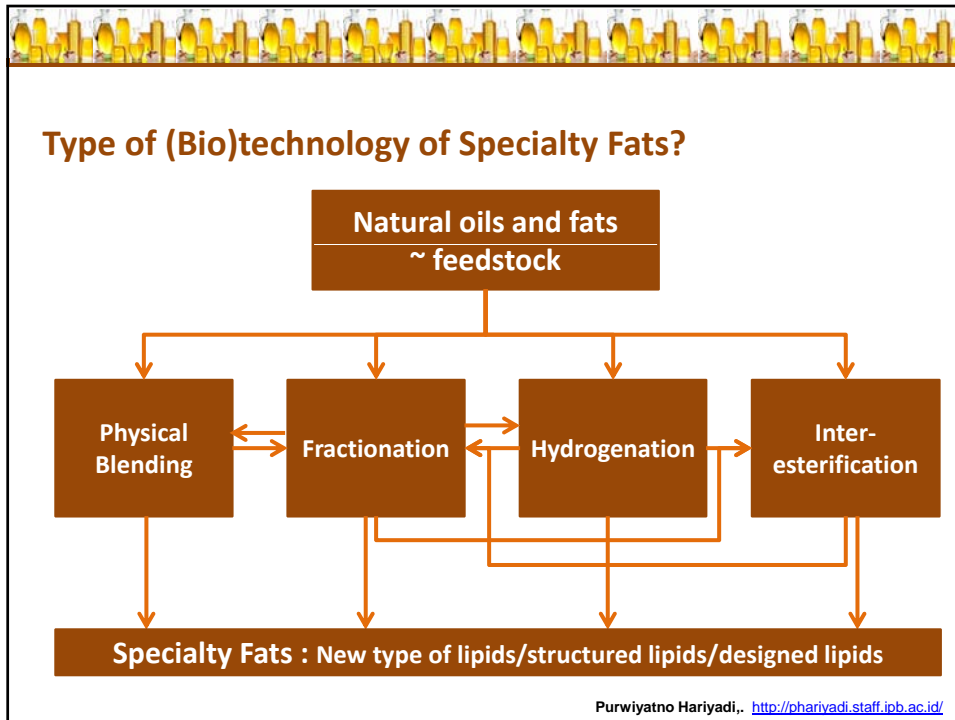 Type of (Bio)technology of Specialty Fats?
Natural oils and fats
~ feedstock
Physical
Blending
Fractionation
Hydrogenation
Inter-
esterification
Specialty Fats : New type of lipids/structured lipids/designed lipids
Purwiyatno Hariyadi,. http://phariyadi.staff.ipb.ac.id/